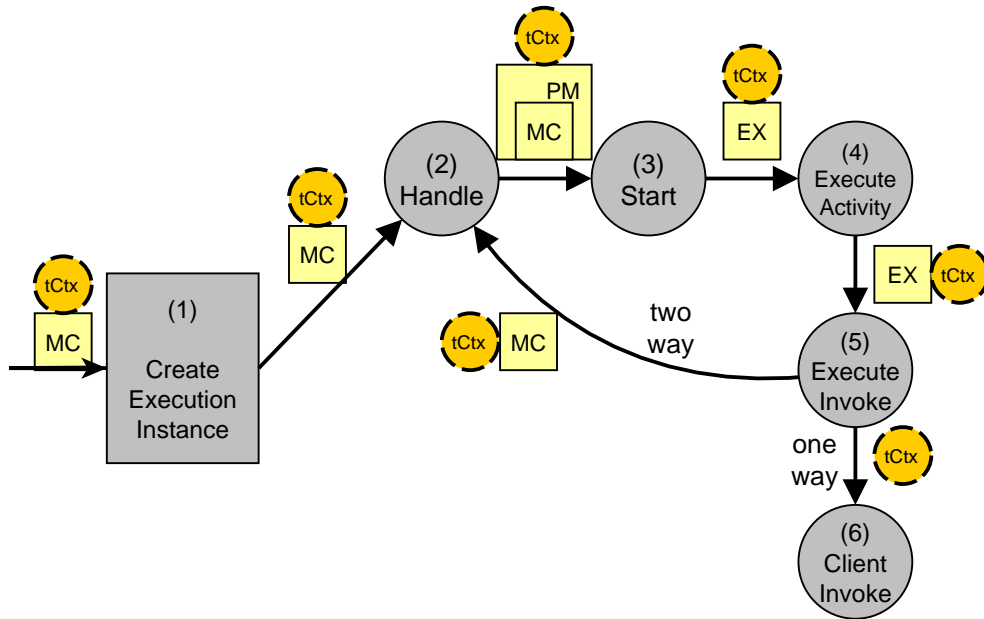 tCtx
MC
(1)
Create
Execution
Instance
tCtx
MC
(2)
Handle
tCtx
PM
MC
(3)
Start
tCtx
EX
(4)
Execute
Activity
EX
tCtx
(5)
Execute
Invoke
two
way
tCtx
MC
one
way
tCtx
(6)
Client
Invoke